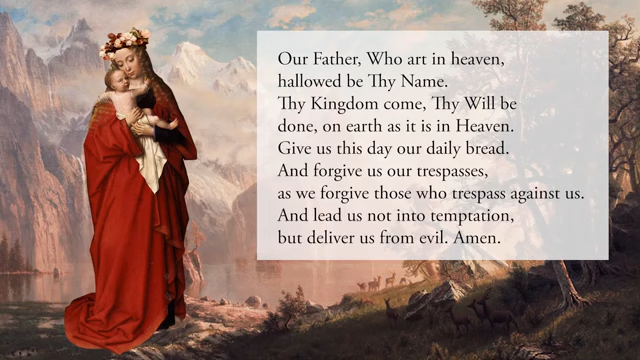 Our Father, Who art in heaven,
hallowed be Thy Name.
Thy Kingdom come, Thy Will be
done, on earth as it is in Heaven.
Give us this day our daily bread.
And forgive us our trespasses,
as we forgive those who trespass against us.
And lead us not into temptation,
but deliver us from evil. Amen.